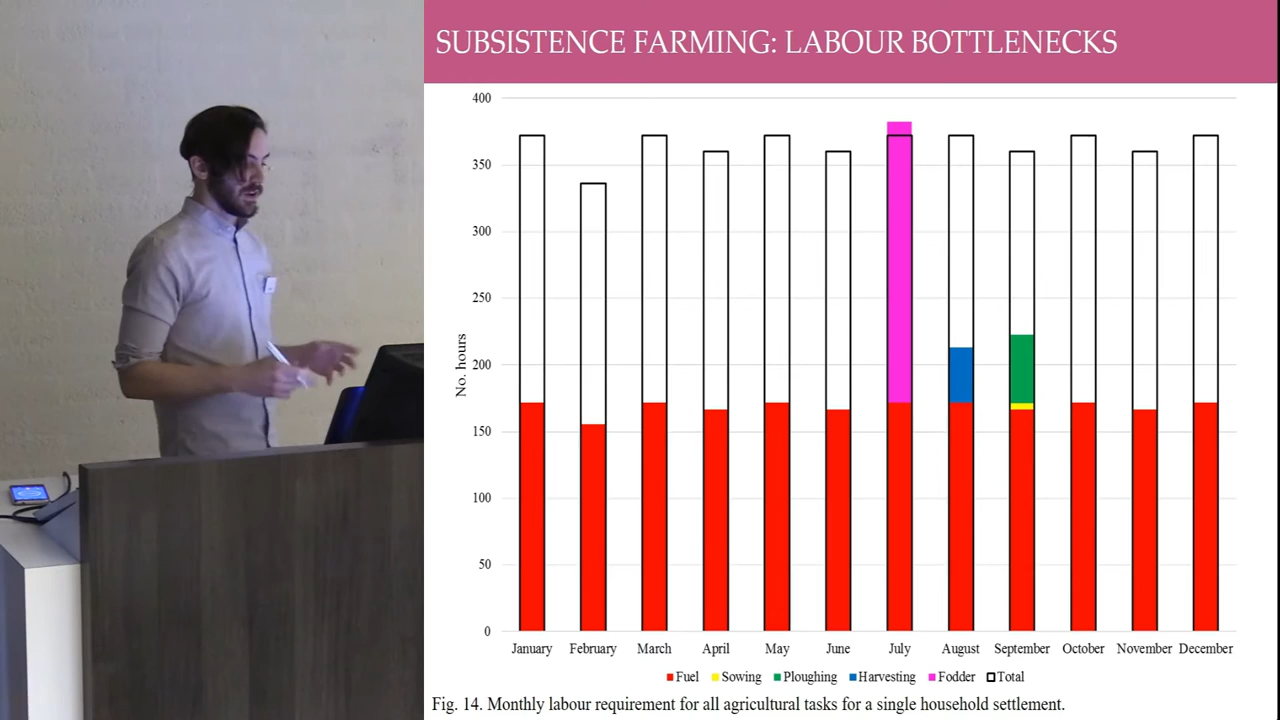 SUBSISTENCE FARMING: LABOUR BOTTLENECKS
400
350
300
250
200
150
100
50
0
No. hours
January February March April May June July August September October November December
Fuel Sowing Ploughing Harvesting Fodder Total
Fig. 14. Monthly labour requirement for all agricultural tasks for a single household settlement.